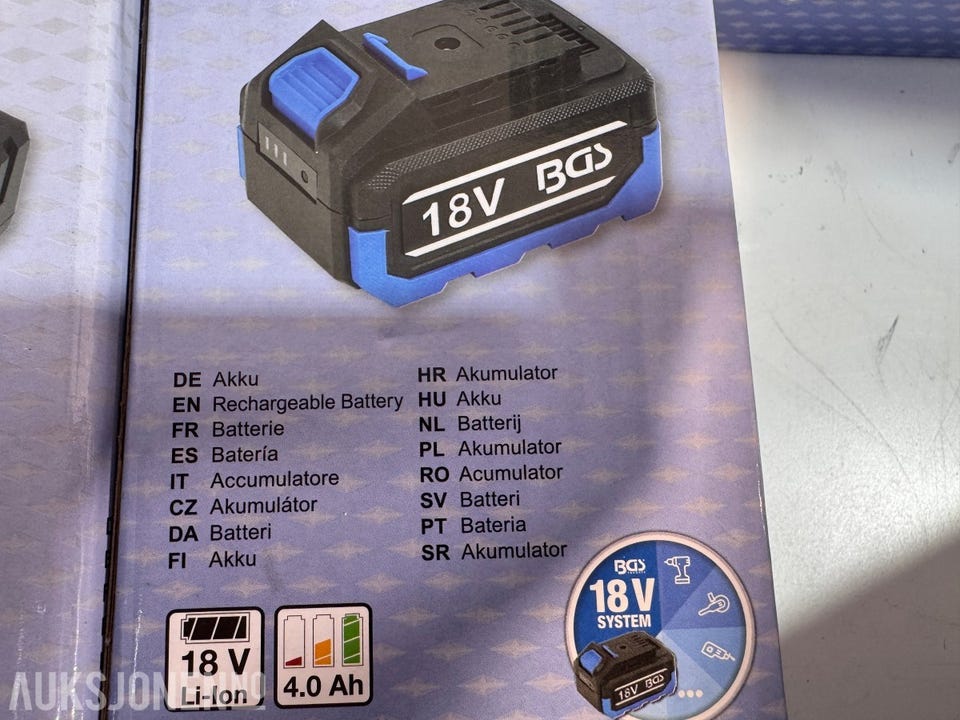 18V BGS
DE Akku
EN Rechargeable Battery
FR Batterie
ES Batería
IT Accumulatore
CZ Akumulátor
DA Batteri
FI Akku
HR Akumulator
HU Akku
NL Batterij
PL Akumulator
RO Acumulator
SV Batteri
PT Bateria
SR Akumulator
18 V
Li-Ion
4.0 Ah
BGS
18 V
SYSTEM
18V BGS
...